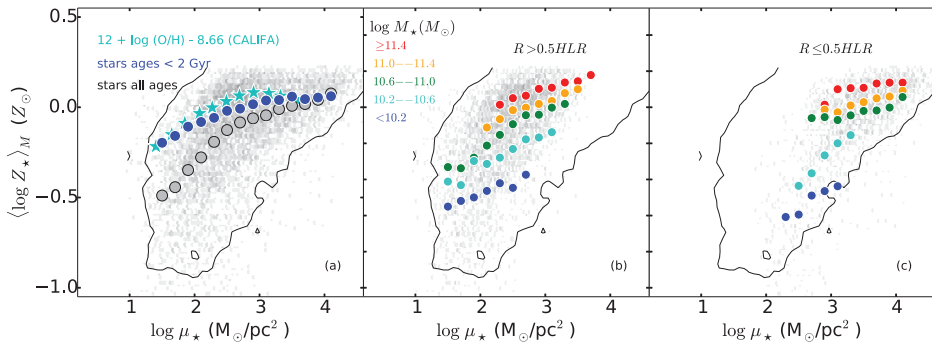 0.5
0.0
−0.5
−1.0
⟨log Z⋆⟩M (Z⊙)
12 + log (O/H) - 8.66 (CALIFA)
stars ages < 2 Gyr
stars all ages
(a)
1 2 3 4
log μ⋆ (M⊙/pc²)
log M⋆(M⊙)
≥11.4
11.0−−11.4
10.6−−11.0
10.2−−10.6
<10.2
R > 0.5HLR
(b)
1 2 3 4
log μ⋆ (M⊙/pc²)
R ≤ 0.5HLR
(c)
1 2 3 4
log μ⋆ (M⊙/pc²)